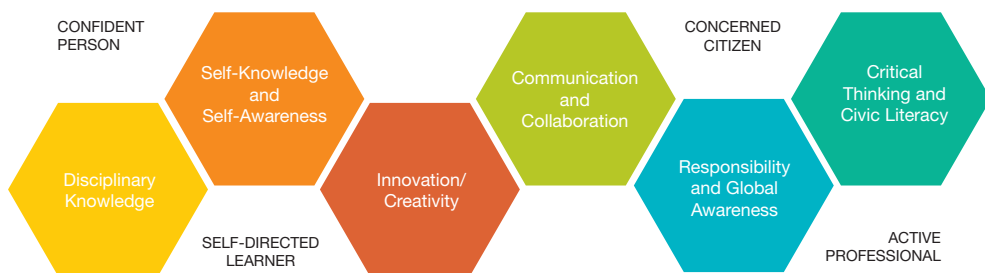 CONFIDENT
PERSON
Self-Knowledge
and
Self-Awareness
Communication
and
Collaboration
CONCERNED
CITIZEN
Critical
Thinking and
Civic Literacy
Disciplinary
Knowledge
Innovation/
Creativity
Responsibility
and Global
Awareness
SELF-DIRECTED
LEARNER
ACTIVE
PROFESSIONAL